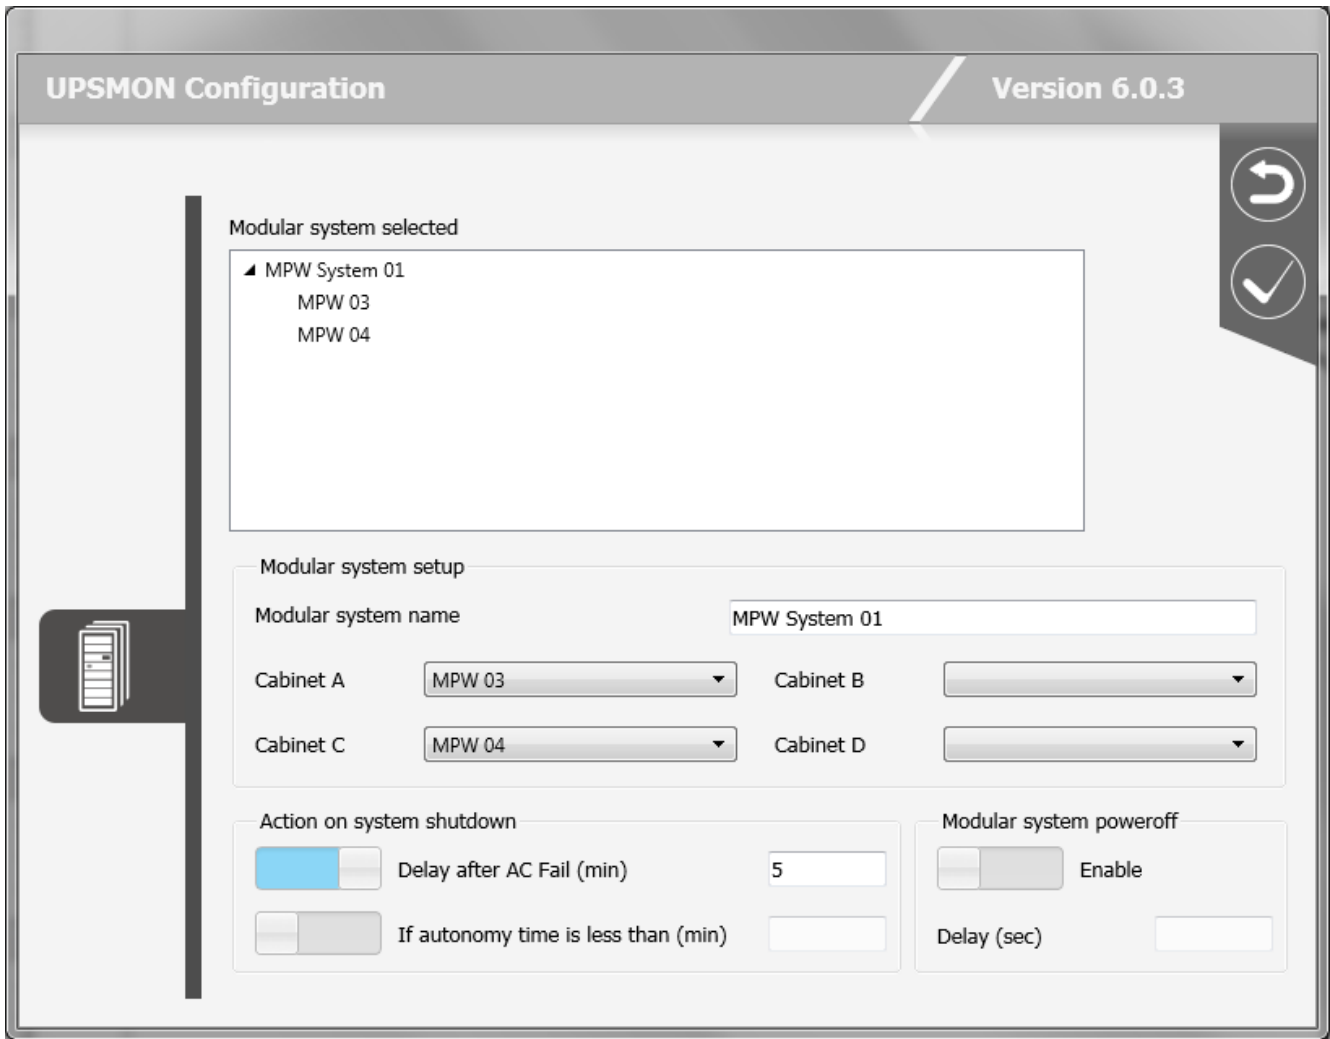 UPSMON Configuration
Version 6.0.3
Modular system selected
MPW System 01
MPW 03
MPW 04
Modular system setup
Modular system name
MPW System 01
Cabinet A
MPW 03
Cabinet B
Cabinet C
MPW 04
Cabinet D
Action on system shutdown
Delay after AC Fail (min)
5
If autonomy time is less than (min)
Modular system poweroff
Enable
Delay (sec)